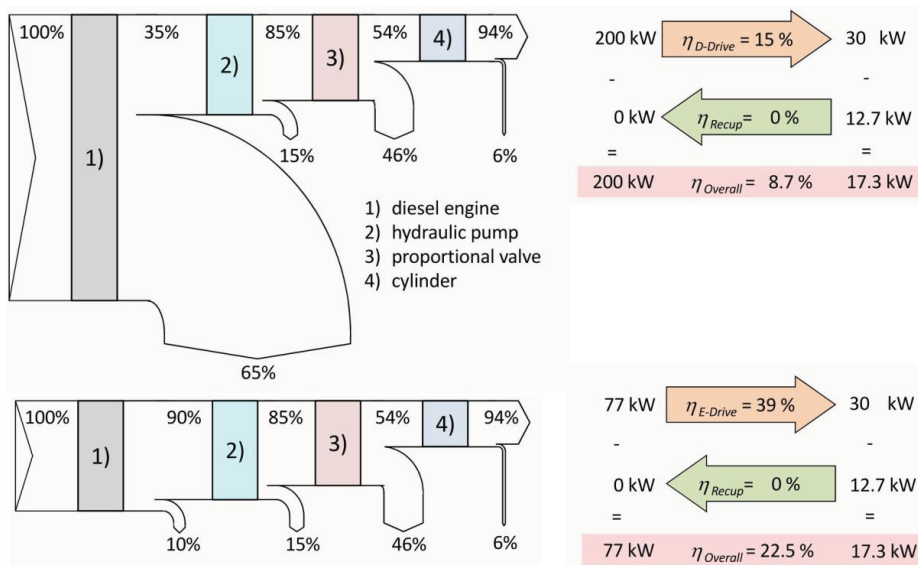 100% 35% 85% 54% 94%
1) 2) 3) 4)
15% 46% 6%
65%
1) diesel engine
2) hydraulic pump
3) proportional valve
4) cylinder
200 kW η D-Drive = 15 % 30 kW
- -
0 kW η Recup = 0 % 12.7 kW
= =
200 kW η Overall = 8.7 % 17.3 kW
100% 90% 85% 54% 94%
1) 2) 3) 4)
10% 15% 46% 6%
77 kW η E-Drive = 39 % 30 kW
- -
0 kW η Recup = 0 % 12.7 kW
= =
77 kW η Overall = 22.5 % 17.3 kW